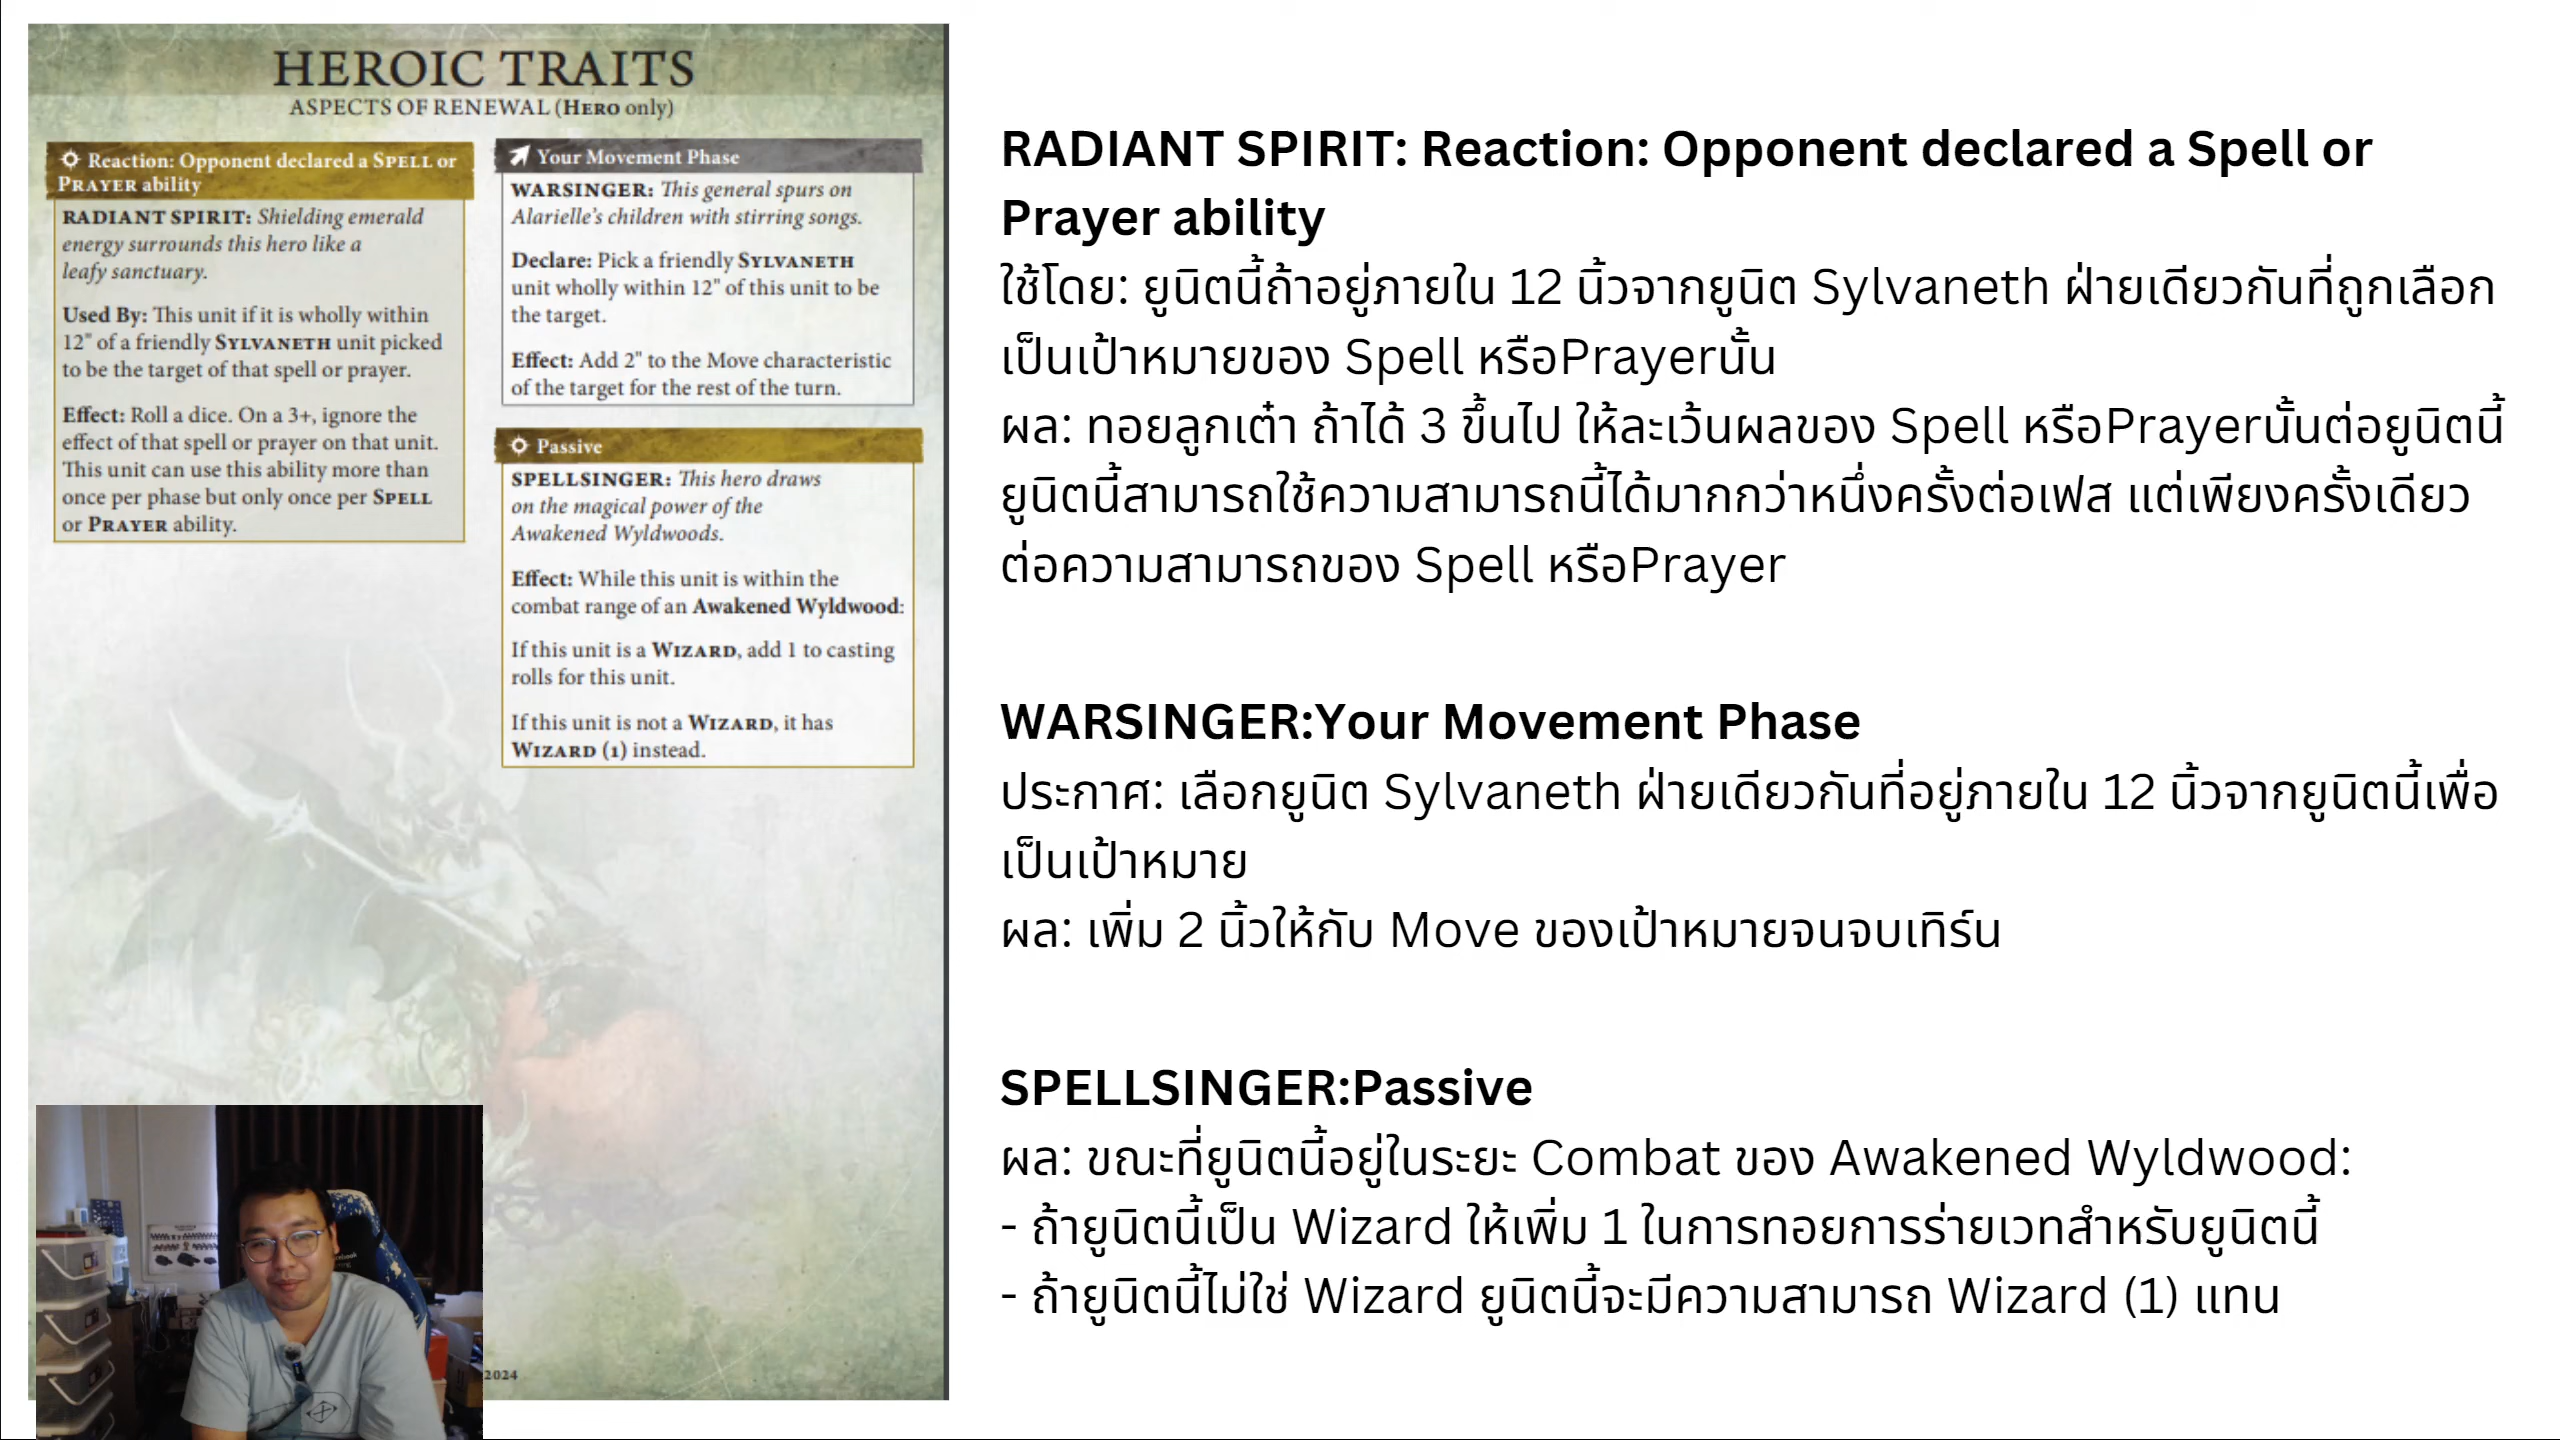 HEROIC TRAITS
ASPECTS OF RENEWAL (HERO only)
Reaction: Opponent declared a SPELL or
PRAYER ability
RADIANT SPIRIT: Shielding emerald
energy surrounds this hero like a
leafy sanctuary.
Used By: This unit if it is wholly within
12" of a friendly SYLVANETH unit picked
to be the target of that spell or prayer.
Effect: Roll a dice. On a 3+, ignore the
effect of that spell or prayer on that unit.
This unit can use this ability more than
once per phase but only once per SPELL
or PRAYER ability.
Your Movement Phase
WARSINGER: This general spurs on
Alarielle's children with stirring songs.
Declare: Pick a friendly SYLVANETH
unit wholly within 12" of this unit to be
the target.
Effect: Add 2" to the Move characteristic
of the target for the rest of the turn.
Passive
SPELLSINGER: This hero draws
on the magical power of the
Awakened Wyldwoods.
Effect: While this unit is within the
combat range of an Awakened Wyldwood:
If this unit is a WIZARD, add 1 to casting
rolls for this unit.
If this unit is not a WIZARD, it has
WIZARD (1) instead.
2024
RADIANT SPIRIT: Reaction: Opponent declared a Spell or
Prayer ability
ใช้โดย: ยูนิตนี้ถ้าอยู่ภายใน 12 นิ้วจากยูนิต Sylvaneth ฝ่ายเดียวกันที่ถูกเลือก
เป็นเป้าหมายของ Spell หรือPrayerนั้น
ผล: ทอยลูกเต๋า ถ้าได้ 3 ขึ้นไป ให้ละเว้นผลของ Spell หรือPrayerนั้นต่อยูนิตนี้
ยูนิตนี้สามารถใช้ความสามารถนี้ได้มากกว่าหนึ่งครั้งต่อเฟส แต่เพียงครั้งเดียว
ต่อความสามารถของ Spell หรือPrayer
WARSINGER:Your Movement Phase
ประกาศ: เลือกยูนิต Sylvaneth ฝ่ายเดียวกันที่อยู่ภายใน 12 นิ้วจากยูนิตนี้เพื่อ
เป็นเป้าหมาย
ผล: เพิ่ม 2 นิ้วให้กับ Move ของเป้าหมายจนจบเทิร์น
SPELLSINGER:Passive
ผล: ขณะที่ยูนิตนี้อยู่ในระยะ Combat ของ Awakened Wyldwood:
- ถ้ายูนิตนี้เป็น Wizard ให้เพิ่ม 1 ในการทอยการร่ายเวทสำหรับยูนิตนี้
- ถ้ายูนิตนี้ไม่ใช่ Wizard ยูนิตนี้จะมีความสามารถ Wizard (1) แทน